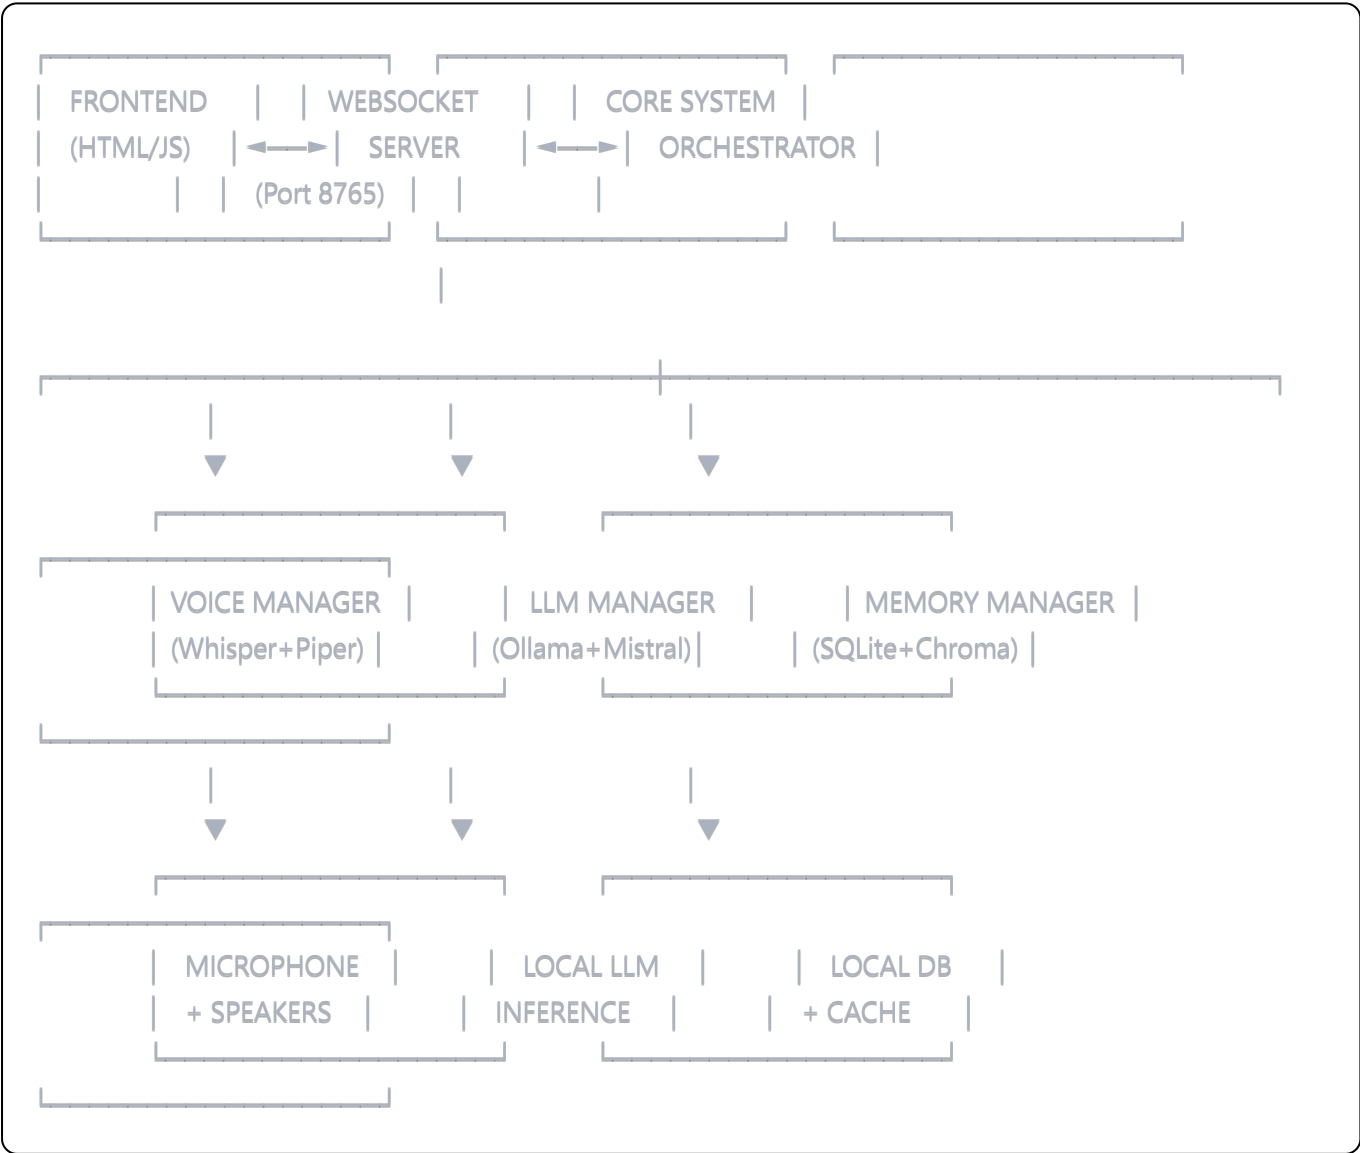 FRONTEND WEBSOCKET CORE SYSTEM
(HTML/JS) SERVER ORCHESTRATOR
(Port 8765)
VOICE MANAGER LLM MANAGER MEMORY MANAGER
(Whisper+Piper) (Ollama+Mistral) (SQLite+Chroma)
MICROPHONE LOCAL LLM LOCAL DB
+ SPEAKERS INFERENCE + CACHE